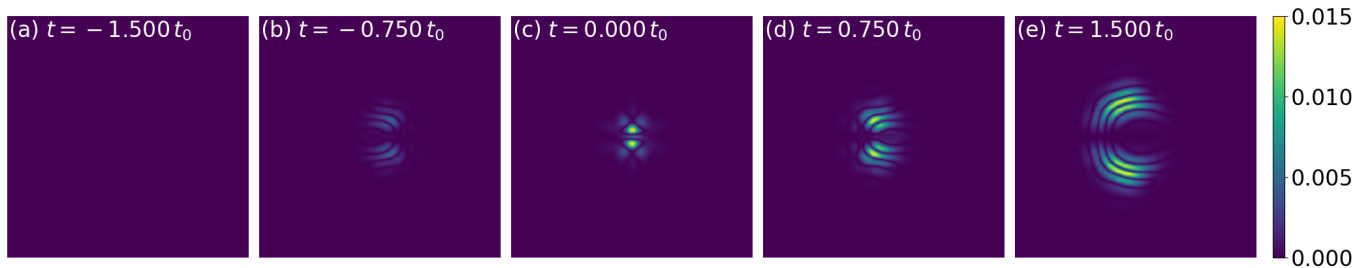 (a) t = −1.500 t₀
(b) t = −0.750 t₀
(c) t = 0.000 t₀
(d) t = 0.750 t₀
(e) t = 1.500 t₀
0.015
0.010
0.005
0.000